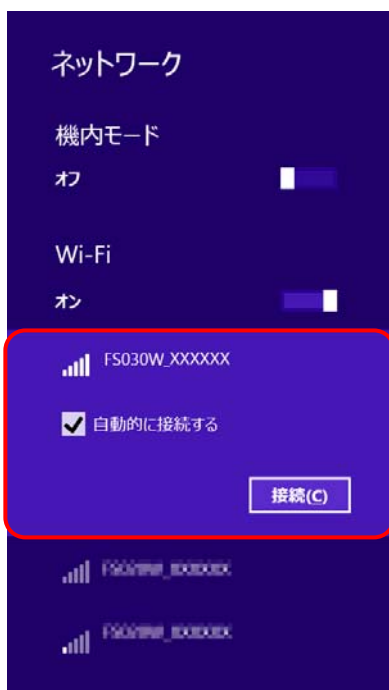 ネットワーク
機内モード
オフ
Wi-Fi
オン
FS030W_XXXXXX
自動的に接続する
接続(C)